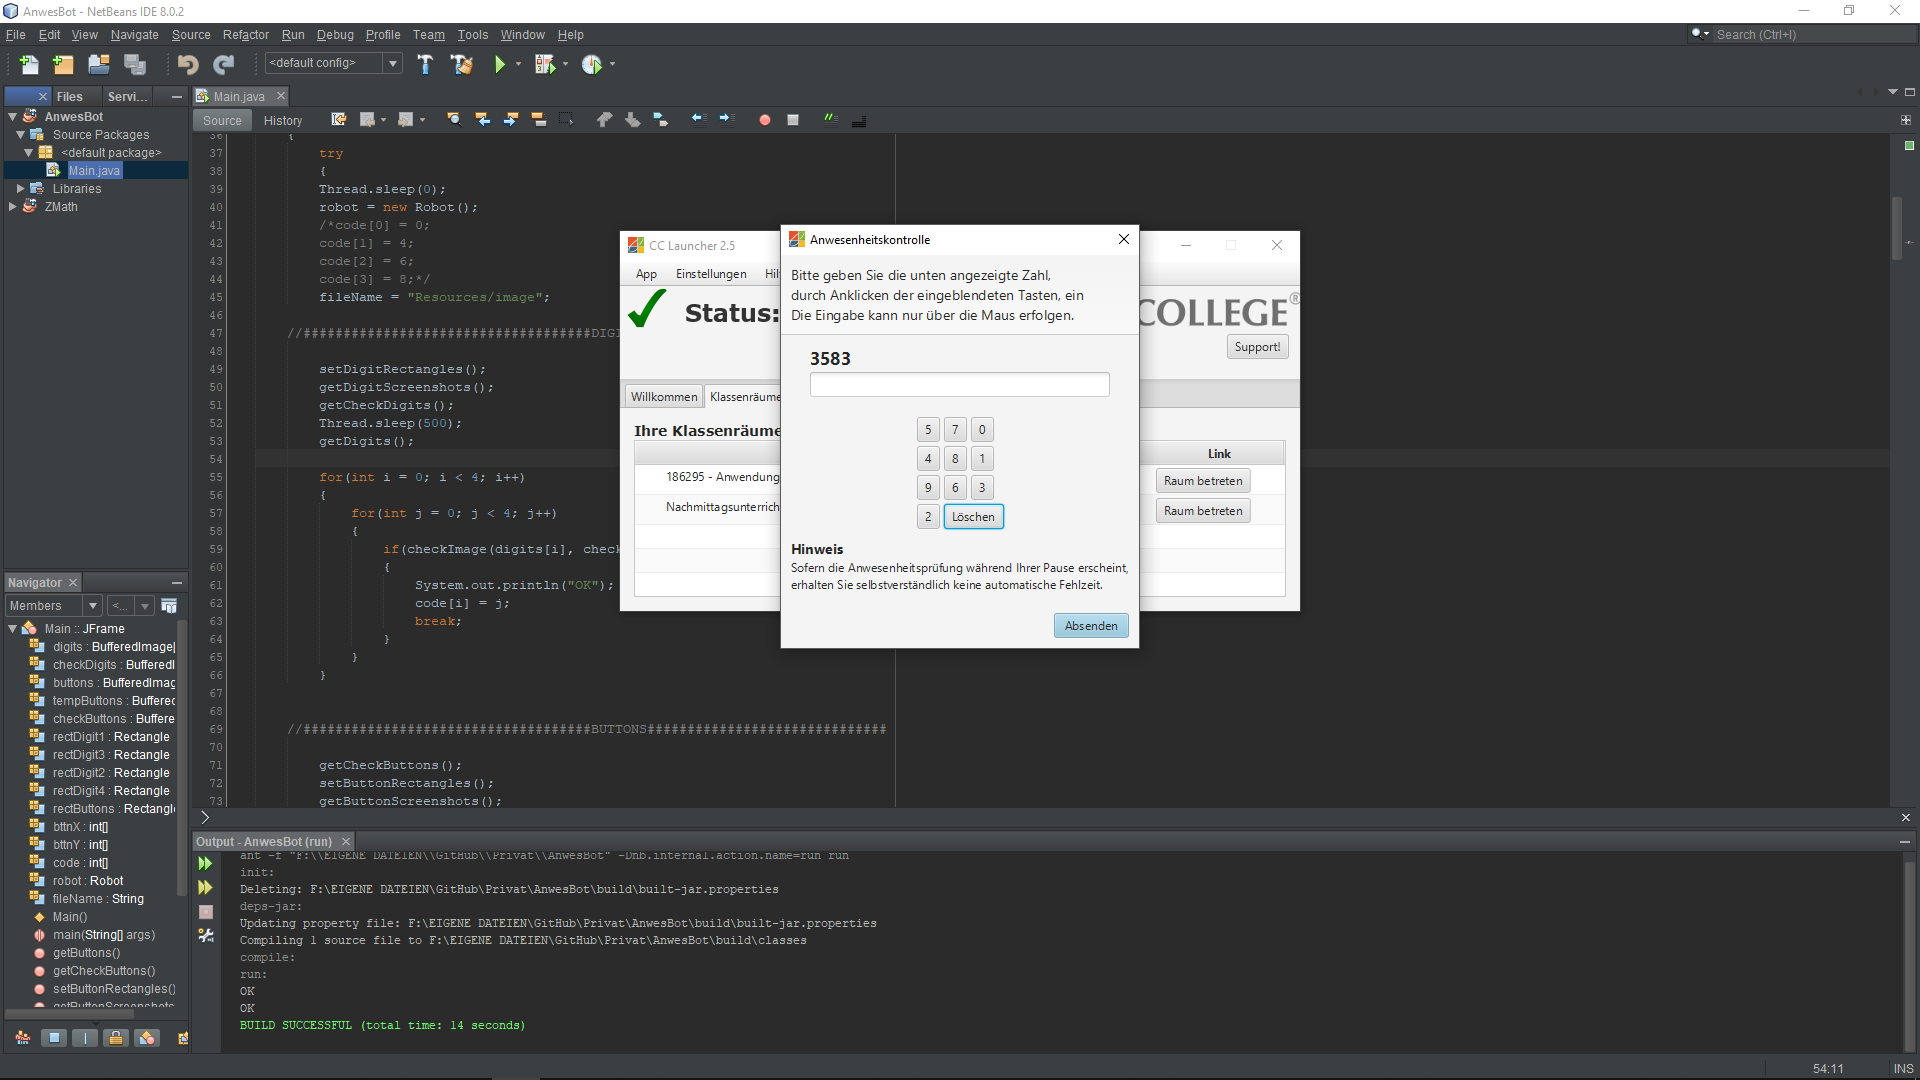 AnwesBot - NetBeans IDE 8.0.2
File Edit View Navigate Source Refactor Run Debug Profile Team Tools Window Help
Search (Ctrl+I)
<default config>
Files Servi...
Main.java
AnwesBot
Source Packages
<default package>
Main.java
Libraries
ZMath
Source History
36 {
37 try
38 {
39 Thread.sleep(0);
40 robot = new Robot();
41 /*code[0] = 0;
42 code[1] = 4;
43 code[2] = 6;
44 code[3] = 8;*/
45 fileName = "Resources/image";
46
47 //####################################DIGI
48
49 setDigitRectangles();
50 getDigitScreenshots();
51 getCheckDigits();
52 Thread.sleep(500);
53 getDigits();
54
55 for(int i = 0; i < 4; i++)
56 {
57 for(int j = 0; j < 4; j++)
58 {
59 if(checkImage(digits[i], check
60 {
61 System.out.println("OK");
62 code[i] = j;
63 break;
64 }
65 }
66 }
67
68
69 //####################################BUTTONS##############################
70
71 getCheckButtons();
72 setButtonRectangles();
73 getButtonScreenshots();
CC Launcher 2.5
App Einstellungen Hil
Status:
COLLEGE®
Support!
Willkommen Klassenräume
Ihre Klassenräume
Link
186295 - Anwendung
Raum betreten
Nachmittagsunterrich
Raum betreten
Anwesenheitskontrolle
Bitte geben Sie die unten angezeigte Zahl,
durch Anklicken der eingeblendeten Tasten, ein
Die Eingabe kann nur über die Maus erfolgen.
3583
5 7 0
4 8 1
9 6 3
2 Löschen
Hinweis
Sofern die Anwesenheitsprüfung während Ihrer Pause erscheint,
erhalten Sie selbstverständlich keine automatische Fehlzeit.
Absenden
Navigator
Members <...
Main :: JFrame
digits : BufferedImage[
checkDigits : BufferedI
buttons : BufferedImag
tempButtons : Buffered
checkButtons : Buffere
rectDigit1 : Rectangle
rectDigit3 : Rectangle
rectDigit2 : Rectangle
rectDigit4 : Rectangle
rectButtons : Rectangl
bttnX : int[]
bttnY : int[]
code : int[]
robot : Robot
fileName : String
Main()
main(String[] args)
getButtons()
getCheckButtons()
setButtonRectangles()
getButtonScreenshots
Output - AnwesBot (run)
ant -f "F:\\EIGENE DATEIEN\\GitHub\\Privat\\AnwesBot" -Dnb.internal.action.name=run run
init:
Deleting: F:\EIGENE DATEIEN\GitHub\Privat\AnwesBot\build\built-jar.properties
deps-jar:
Updating property file: F:\EIGENE DATEIEN\GitHub\Privat\AnwesBot\build\built-jar.properties
Compiling 1 source file to F:\EIGENE DATEIEN\GitHub\Privat\AnwesBot\build\classes
compile:
run:
OK
OK
BUILD SUCCESSFUL (total time: 14 seconds)
54:11 INS